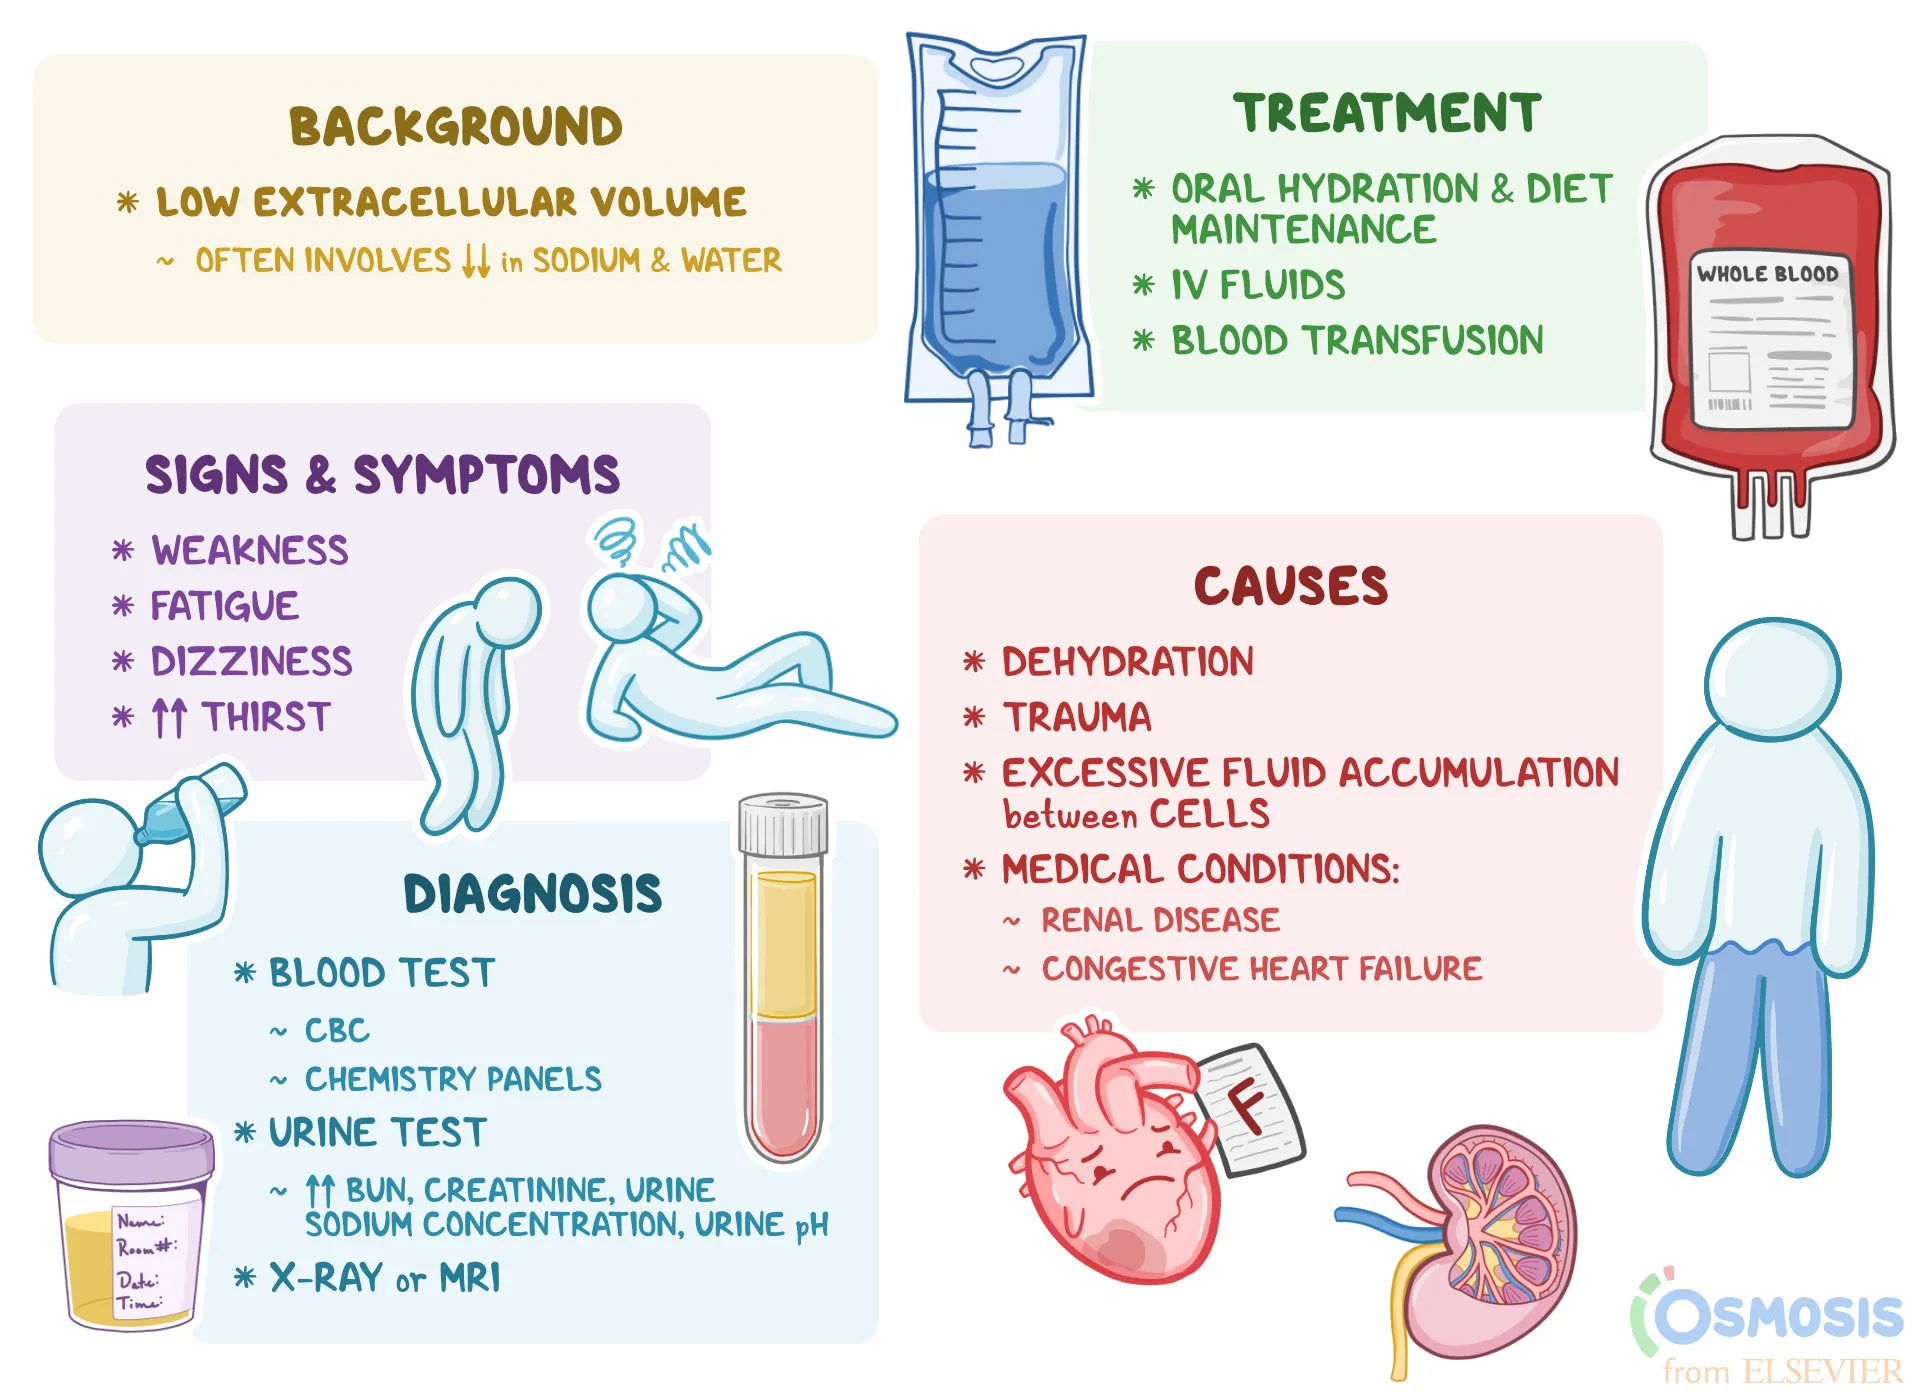 BACKGROUND
* LOW EXTRACELLULAR VOLUME
~ OFTEN INVOLVES ↓↓ in SODIUM & WATER
TREATMENT
* ORAL HYDRATION & DIET
MAINTENANCE
* IV FLUIDS
* BLOOD TRANSFUSION
WHOLE BLOOD
SIGNS & SYMPTOMS
* WEAKNESS
* FATIGUE
* DIZZINESS
* ↑↑ THIRST
CAUSES
* DEHYDRATION
* TRAUMA
* EXCESSIVE FLUID ACCUMULATION
between CELLS
* MEDICAL CONDITIONS:
~ RENAL DISEASE
~ CONGESTIVE HEART FAILURE
F
DIAGNOSIS
* BLOOD TEST
~ CBC
~ CHEMISTRY PANELS
* URINE TEST
~ ↑↑ BUN, CREATININE, URINE
SODIUM CONCENTRATION, URINE pH
* X-RAY or MRI
Name:
Room#:
Date:
Time:
OSMOSIS
from ELSEVIER